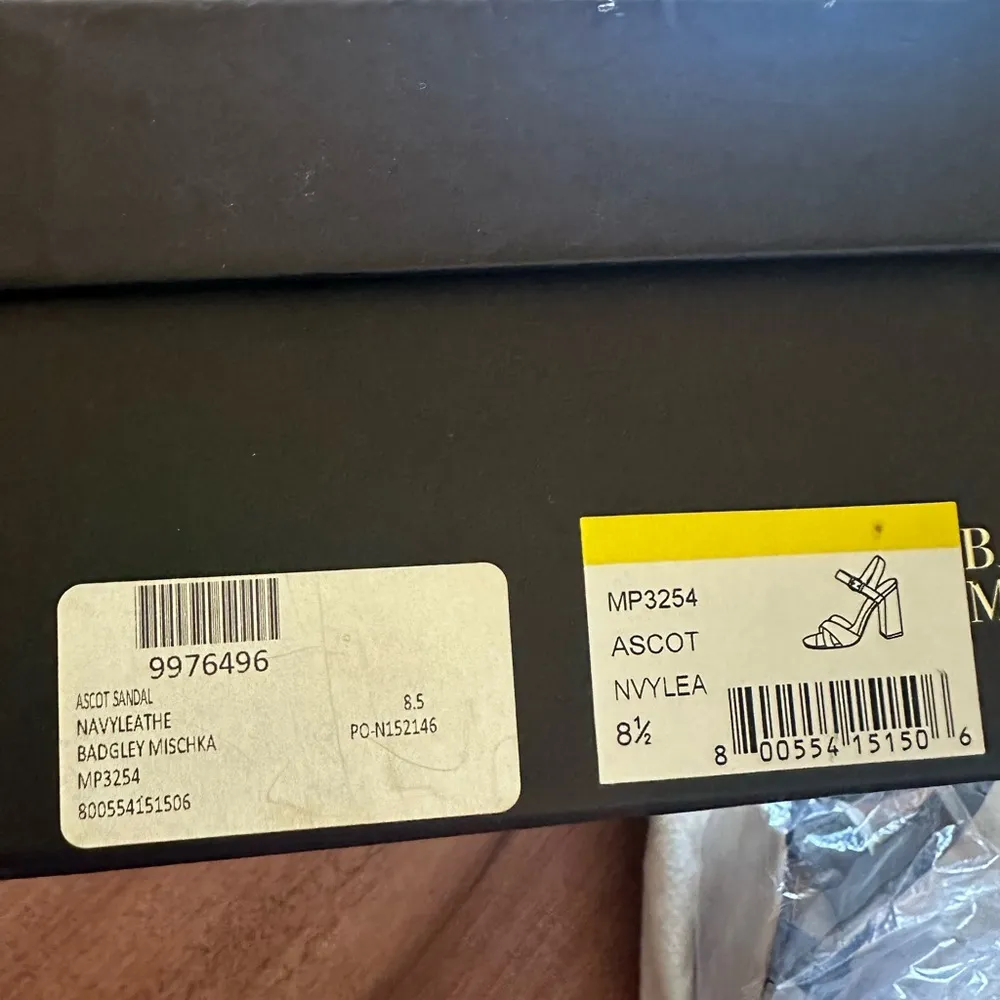 9976496
ASCOT SANDAL
NAVYLEATHE
BADGLEY MISCHKA
MP3254
800554151506
8.5
PO-N152146
MP3254
ASCOT
NVYLEA
8½
8 00554 15150 6